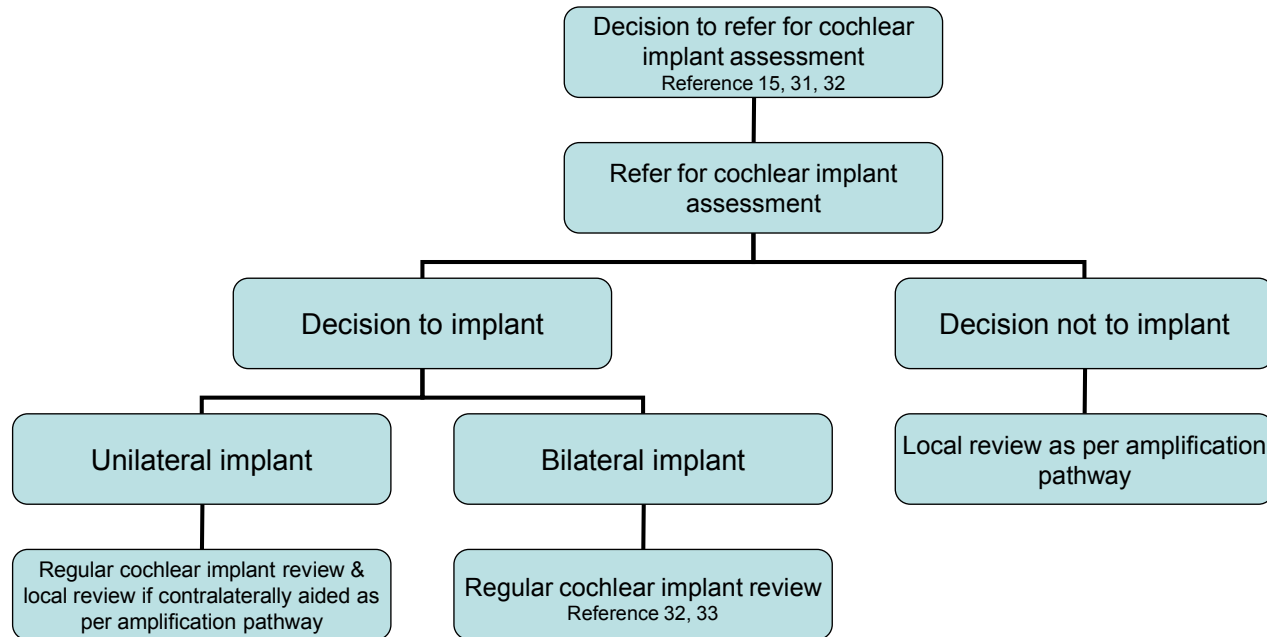 Decision to refer for cochlear
implant assessment
Reference 15, 31, 32
Refer for cochlear implant
assessment
Decision to implant
Decision not to implant
Unilateral implant
Bilateral implant
Local review as per amplification
pathway
Regular cochlear implant review &
local review if contralaterally aided as
per amplification pathway
Regular cochlear implant review
Reference 32, 33